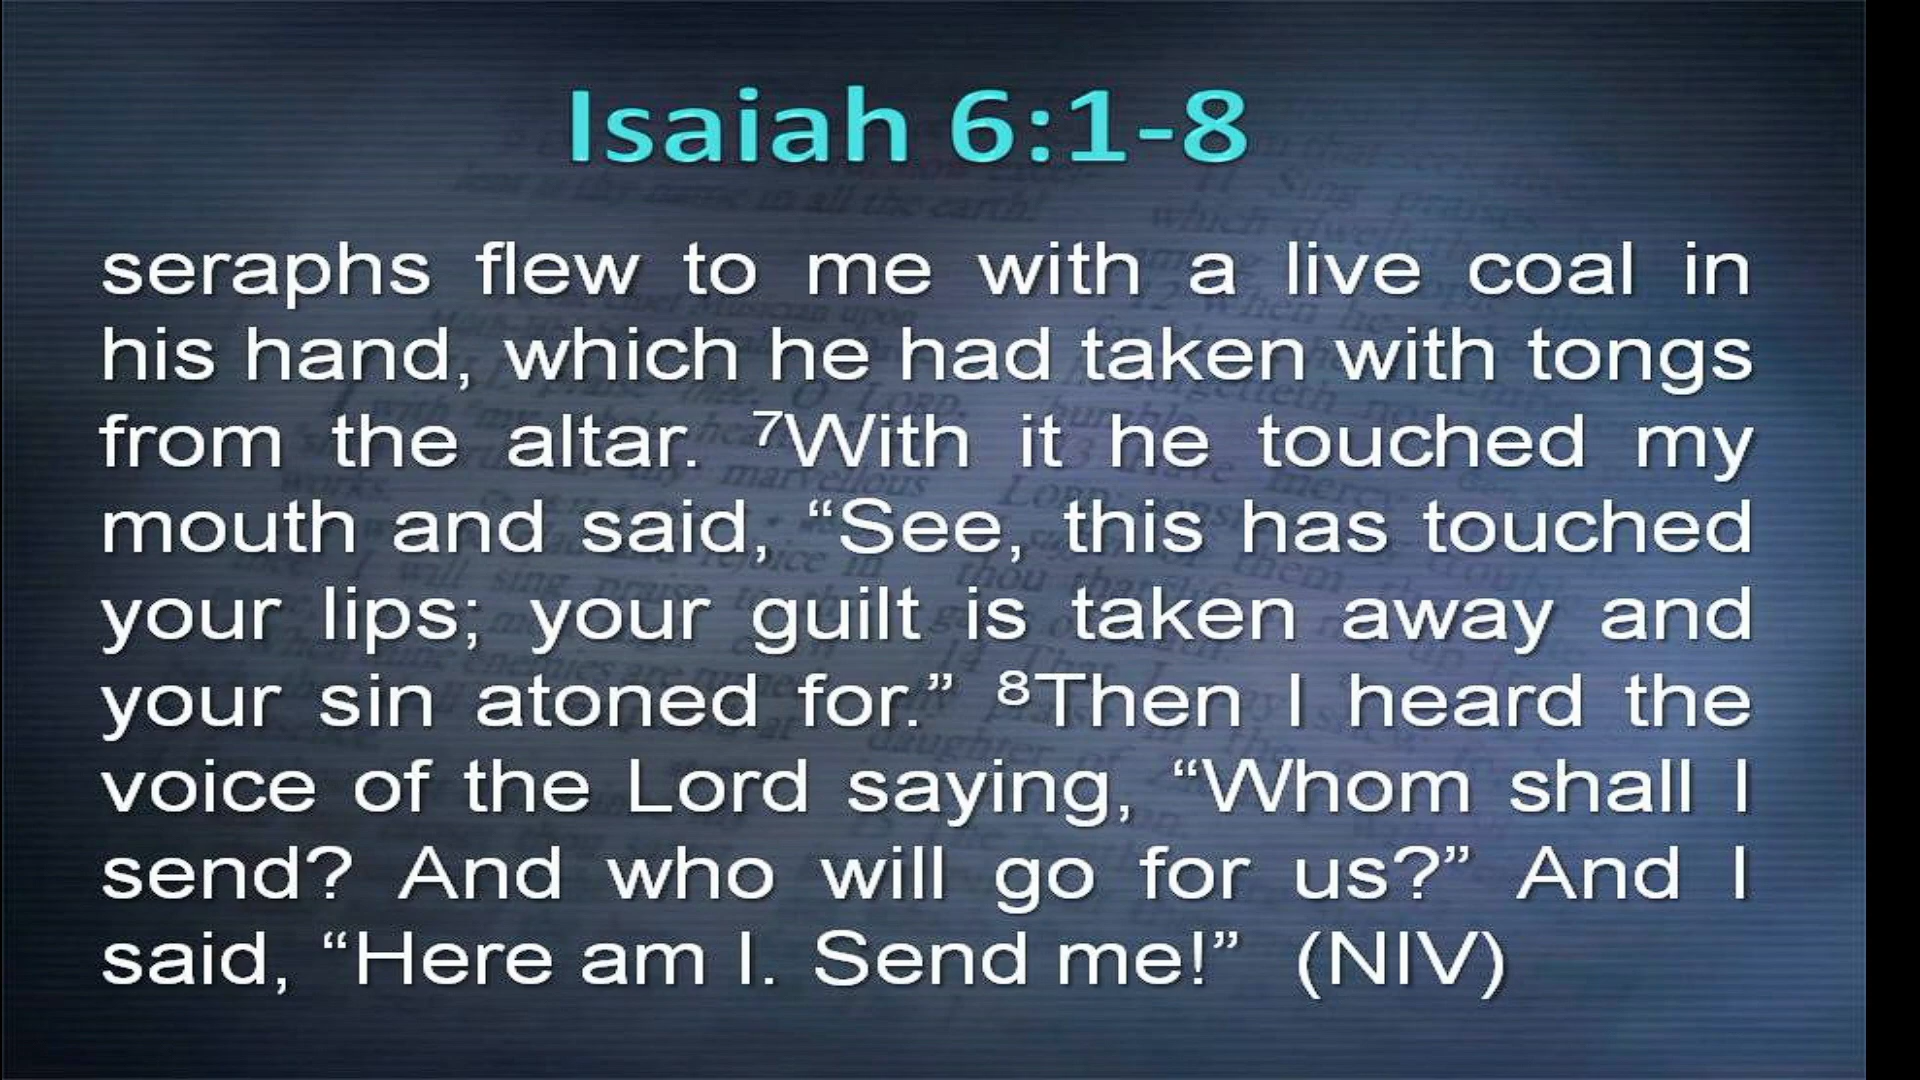 Isaiah 6:1-8
seraphs flew to me with a live coal in
his hand, which he had taken with tongs
from the altar. ⁷With it he touched my
mouth and said, “See, this has touched
your lips; your guilt is taken away and
your sin atoned for.” ⁸Then I heard the
voice of the Lord saying, “Whom shall I
send? And who will go for us?” And I
said, “Here am I. Send me!” (NIV)